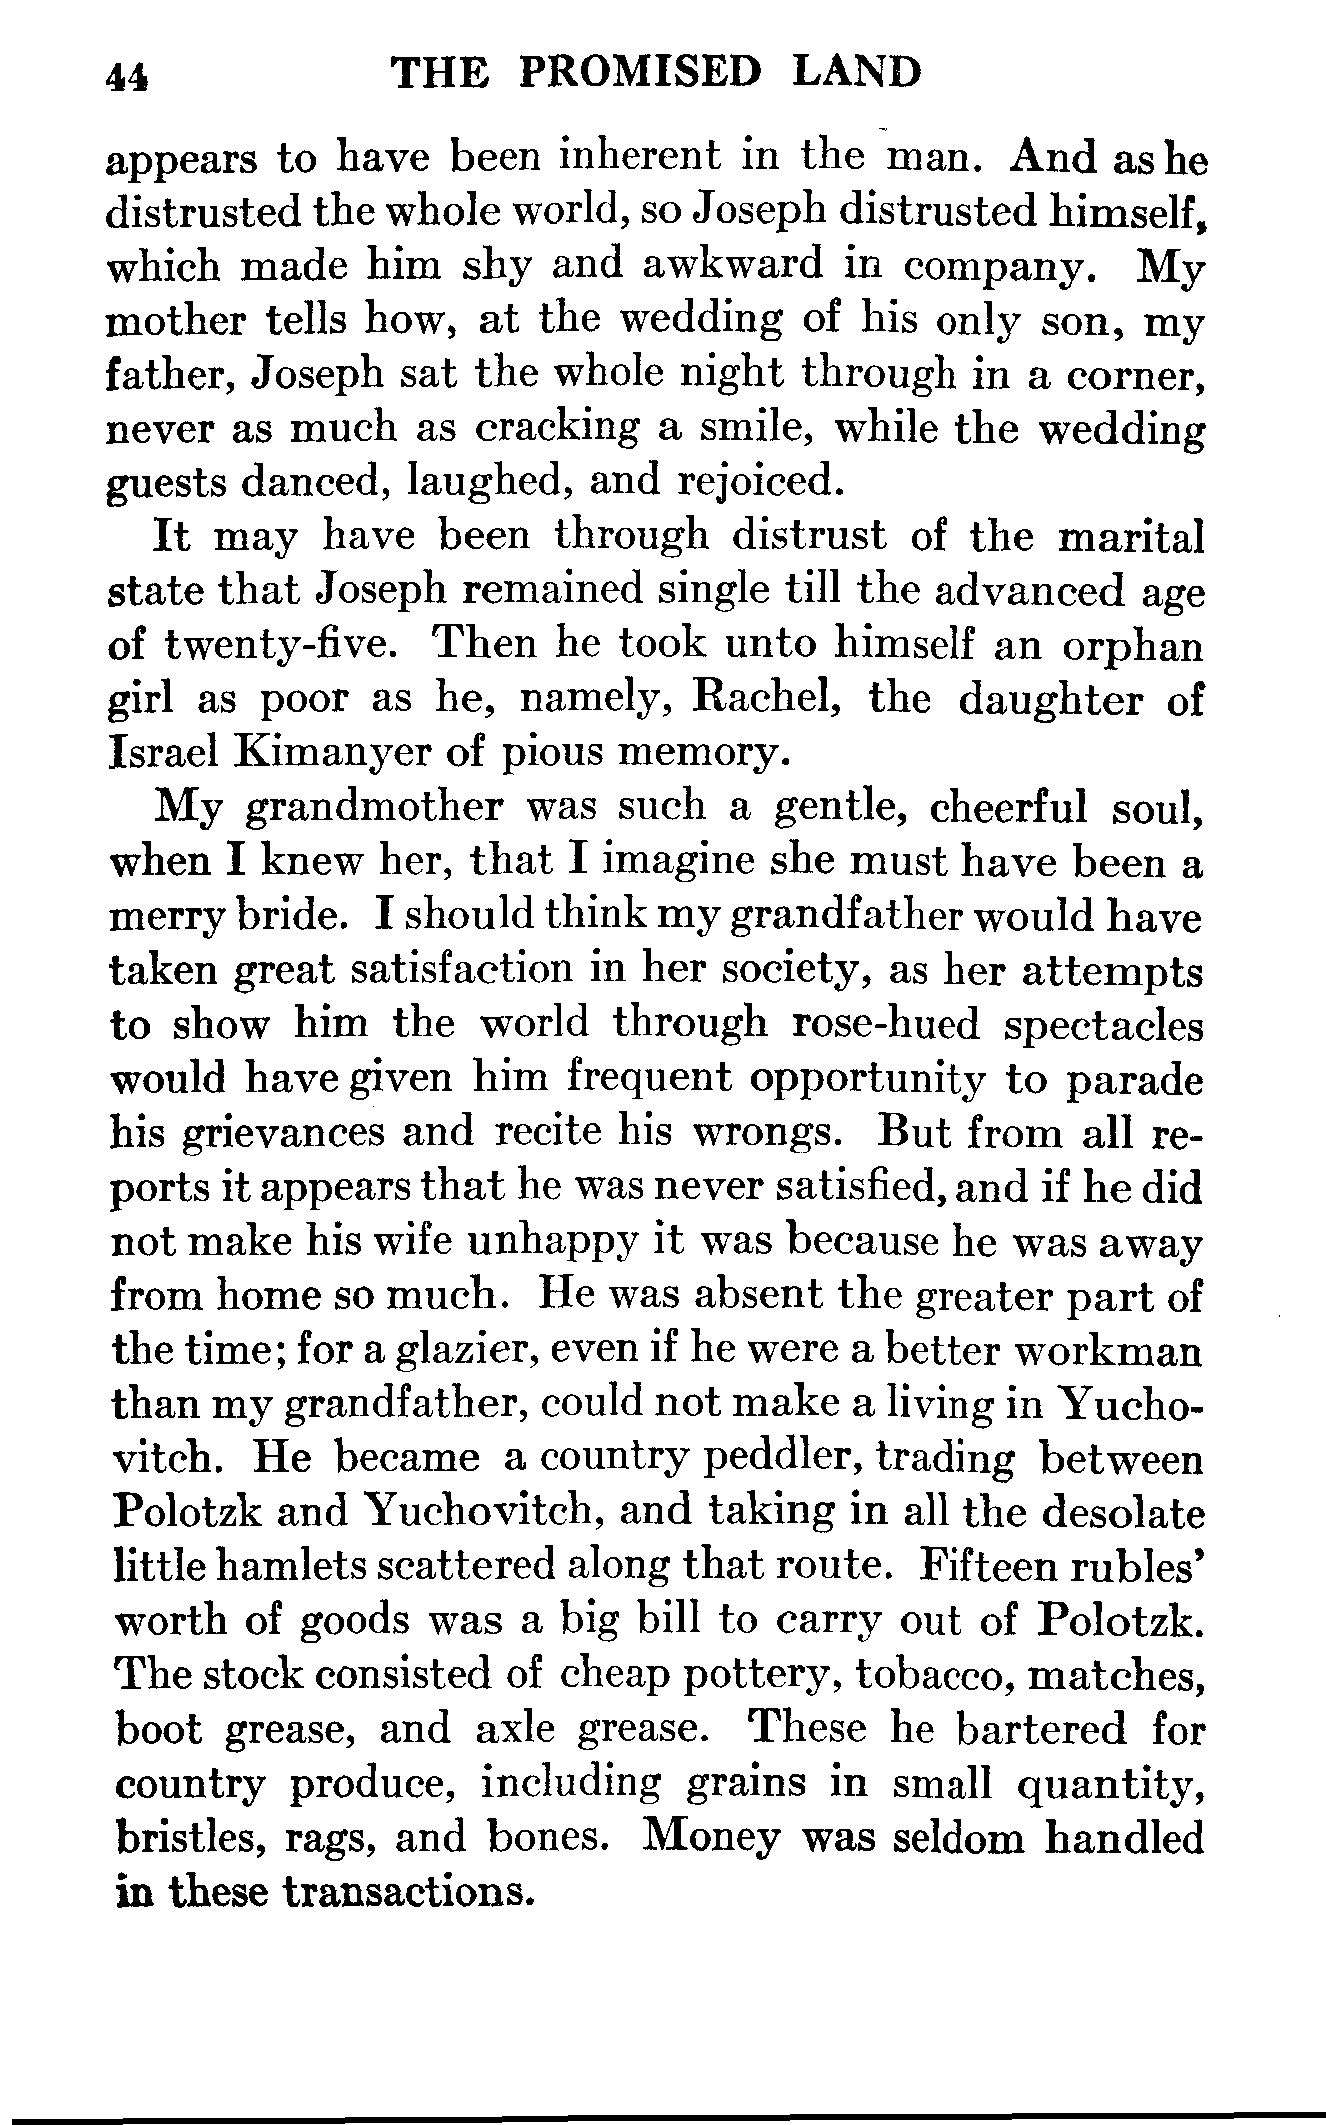 44 THE PROMISED LAND
appears to have been inherent in the man. And as he
distrusted the whole world, so Joseph distrusted himself,
which made him shy and awkward in company. My
mother tells how, at the wedding of his only son, my
father, Joseph sat the whole night through in a corner,
never as much as cracking a smile, while the wedding
guests danced, laughed, and rejoiced.
It may have been through distrust of the marital
state that Joseph remained single till the advanced age
of twenty-five. Then he took unto himself an orphan
girl as poor as he, namely, Rachel, the daughter of
Israel Kimanyer of pious memory.
My grandmother was such a gentle, cheerful soul,
when I knew her, that I imagine she must have been a
merry bride. I should think my grandfather would have
taken great satisfaction in her society, as her attempts
to show him the world through rose-hued spectacles
would have given him frequent opportunity to parade
his grievances and recite his wrongs. But from all re-
ports it appears that he was never satisfied, and if he did
not make his wife unhappy it was because he was away
from home so much. He was absent the greater part of
the time; for a glazier, even if he were a better workman
than my grandfather, could not make a living in Yucho-
vitch. He became a country peddler, trading between
Polotzk and Yuchovitch, and taking in all the desolate
little hamlets scattered along that route. Fifteen rubles'
worth of goods was a big bill to carry out of Polotzk.
The stock consisted of cheap pottery, tobacco, matches,
boot grease, and axle grease. These he bartered for
country produce, including grains in small quantity,
bristles, rags, and bones. Money was seldom handled
in these transactions.